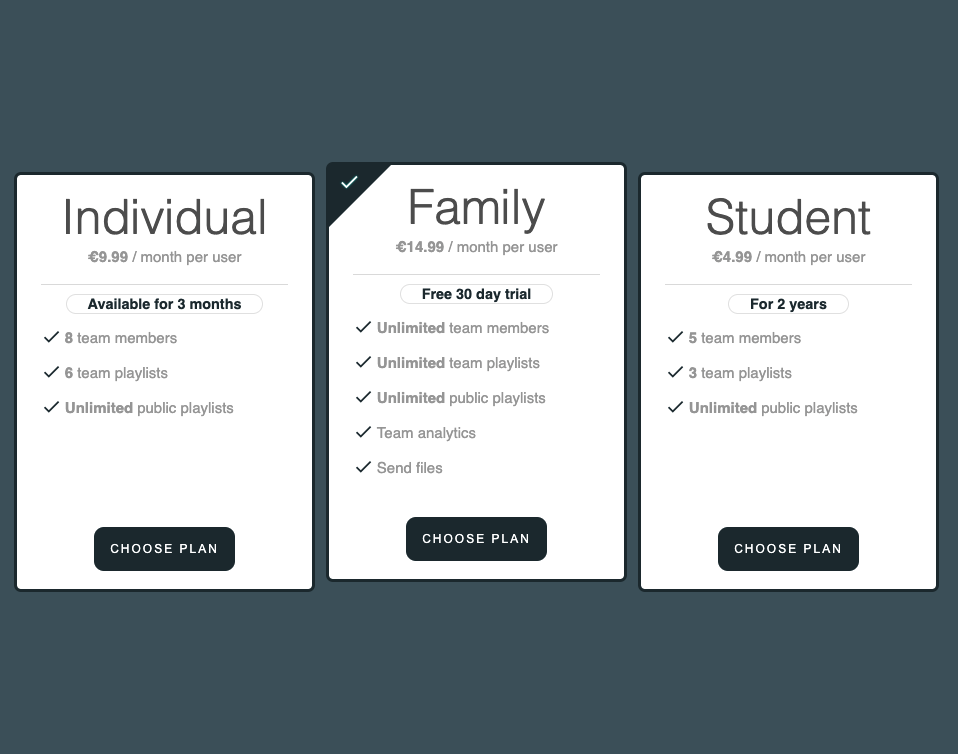 Individual
€9.99 / month per user
Available for 3 months
8 team members
6 team playlists
Unlimited public playlists
CHOOSE PLAN
Family
€14.99 / month per user
Free 30 day trial
Unlimited team members
Unlimited team playlists
Unlimited public playlists
Team analytics
Send files
CHOOSE PLAN
Student
€4.99 / month per user
For 2 years
5 team members
3 team playlists
Unlimited public playlists
CHOOSE PLAN